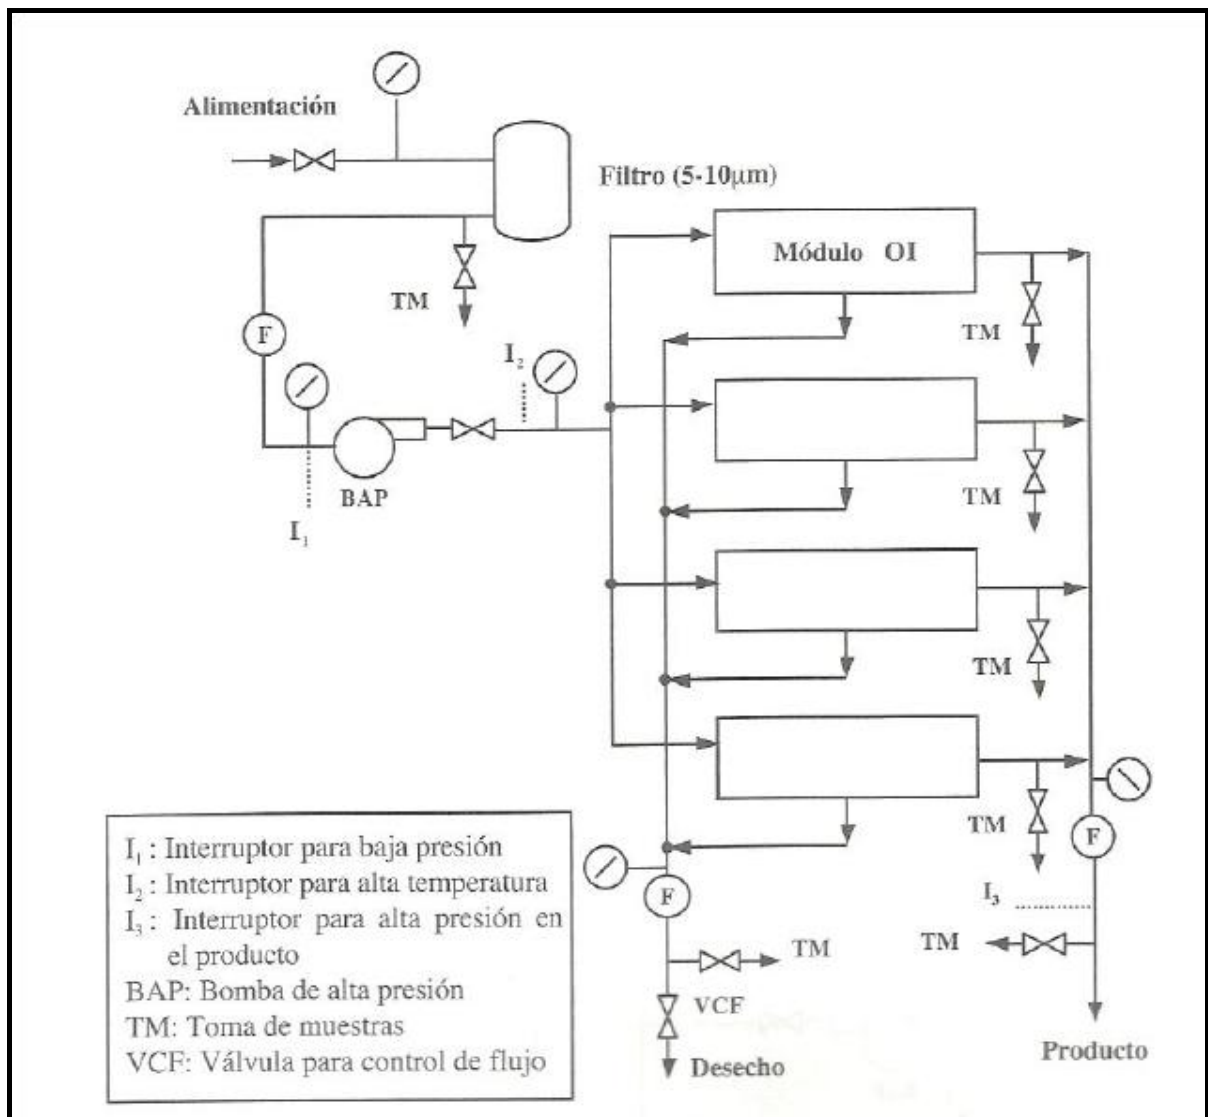 Alimentación
Filtro (5-10μm)
Módulo OI
TM
TM
F
I₂
I₁
BAP
TM
TM
TM
F
F
I₃
TM
TM
VCF
Desecho
Producto
I₁ : Interruptor para baja presión
I₂ : Interruptor para alta temperatura
I₃ : Interruptor para alta presión en
el producto
BAP: Bomba de alta presión
TM: Toma de muestras
VCF: Válvula para control de flujo